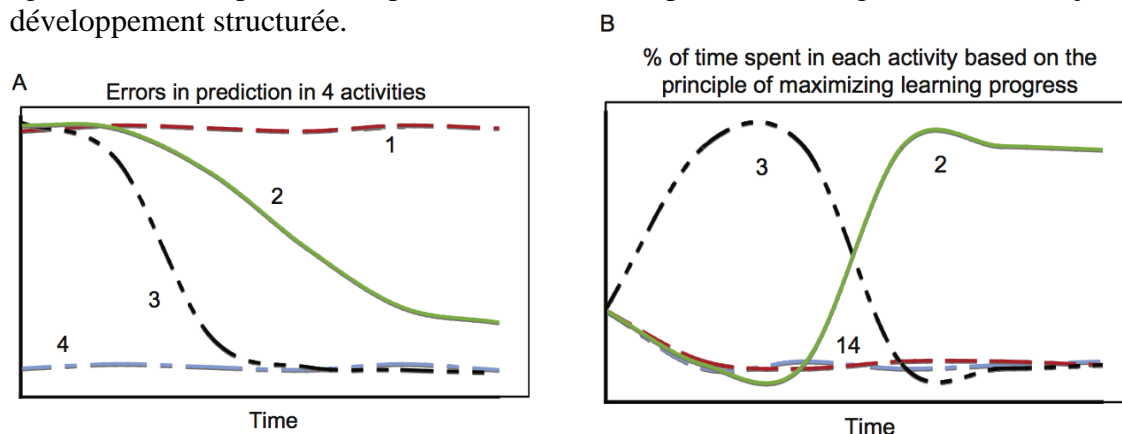 développement structurée.
A
Errors in prediction in 4 activities
1
2
3
4
Time
B
% of time spent in each activity based on the
principle of maximizing learning progress
3
2
14
Time